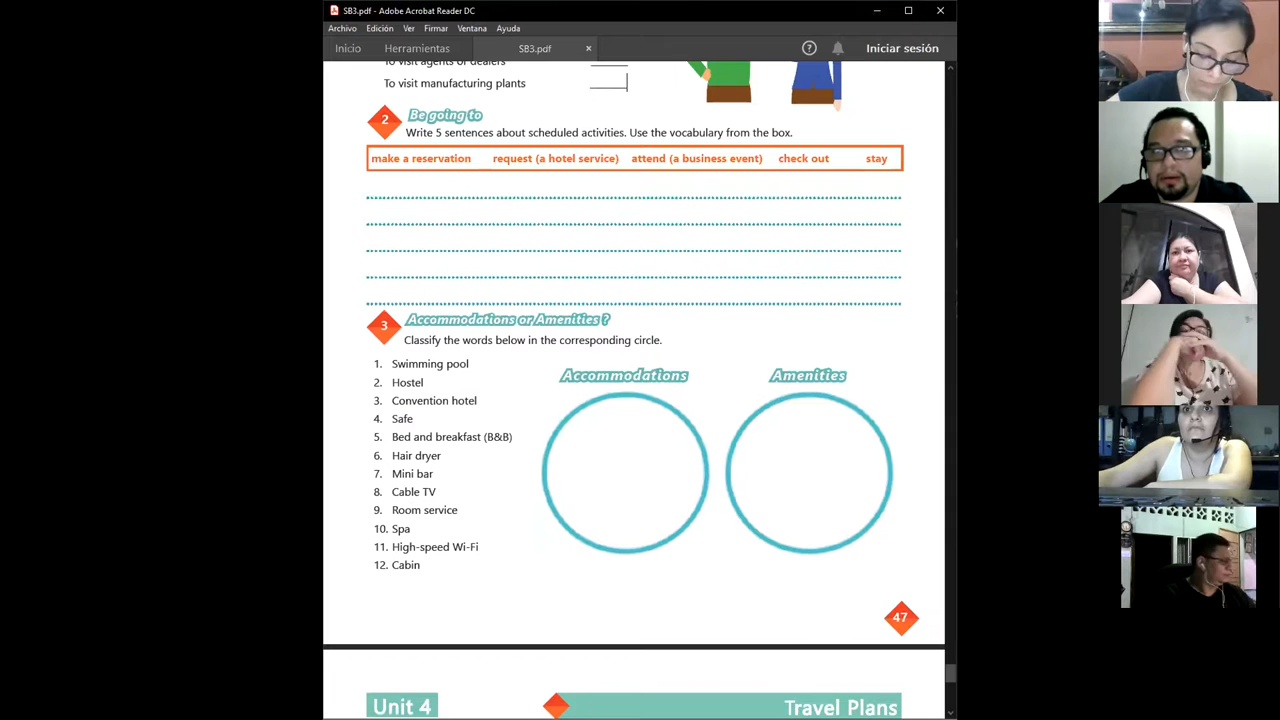 SB3.pdf - Adobe Acrobat Reader DC
Archivo Edición Ver Firmar Ventana Ayuda
Inicio Herramientas SB3.pdf × ? Iniciar sesión
To visit agents or dealers
To visit manufacturing plants
2 Be going to
Write 5 sentences about scheduled activities. Use the vocabulary from the box.
make a reservation request (a hotel service) attend (a business event) check out stay
3 Accommodations or Amenities ?
Classify the words below in the corresponding circle.
1. Swimming pool
2. Hostel
3. Convention hotel
4. Safe
5. Bed and breakfast (B&B)
6. Hair dryer
7. Mini bar
8. Cable TV
9. Room service
10. Spa
11. High-speed Wi-Fi
12. Cabin
Accommodations Amenities
47
Unit 4 Travel Plans